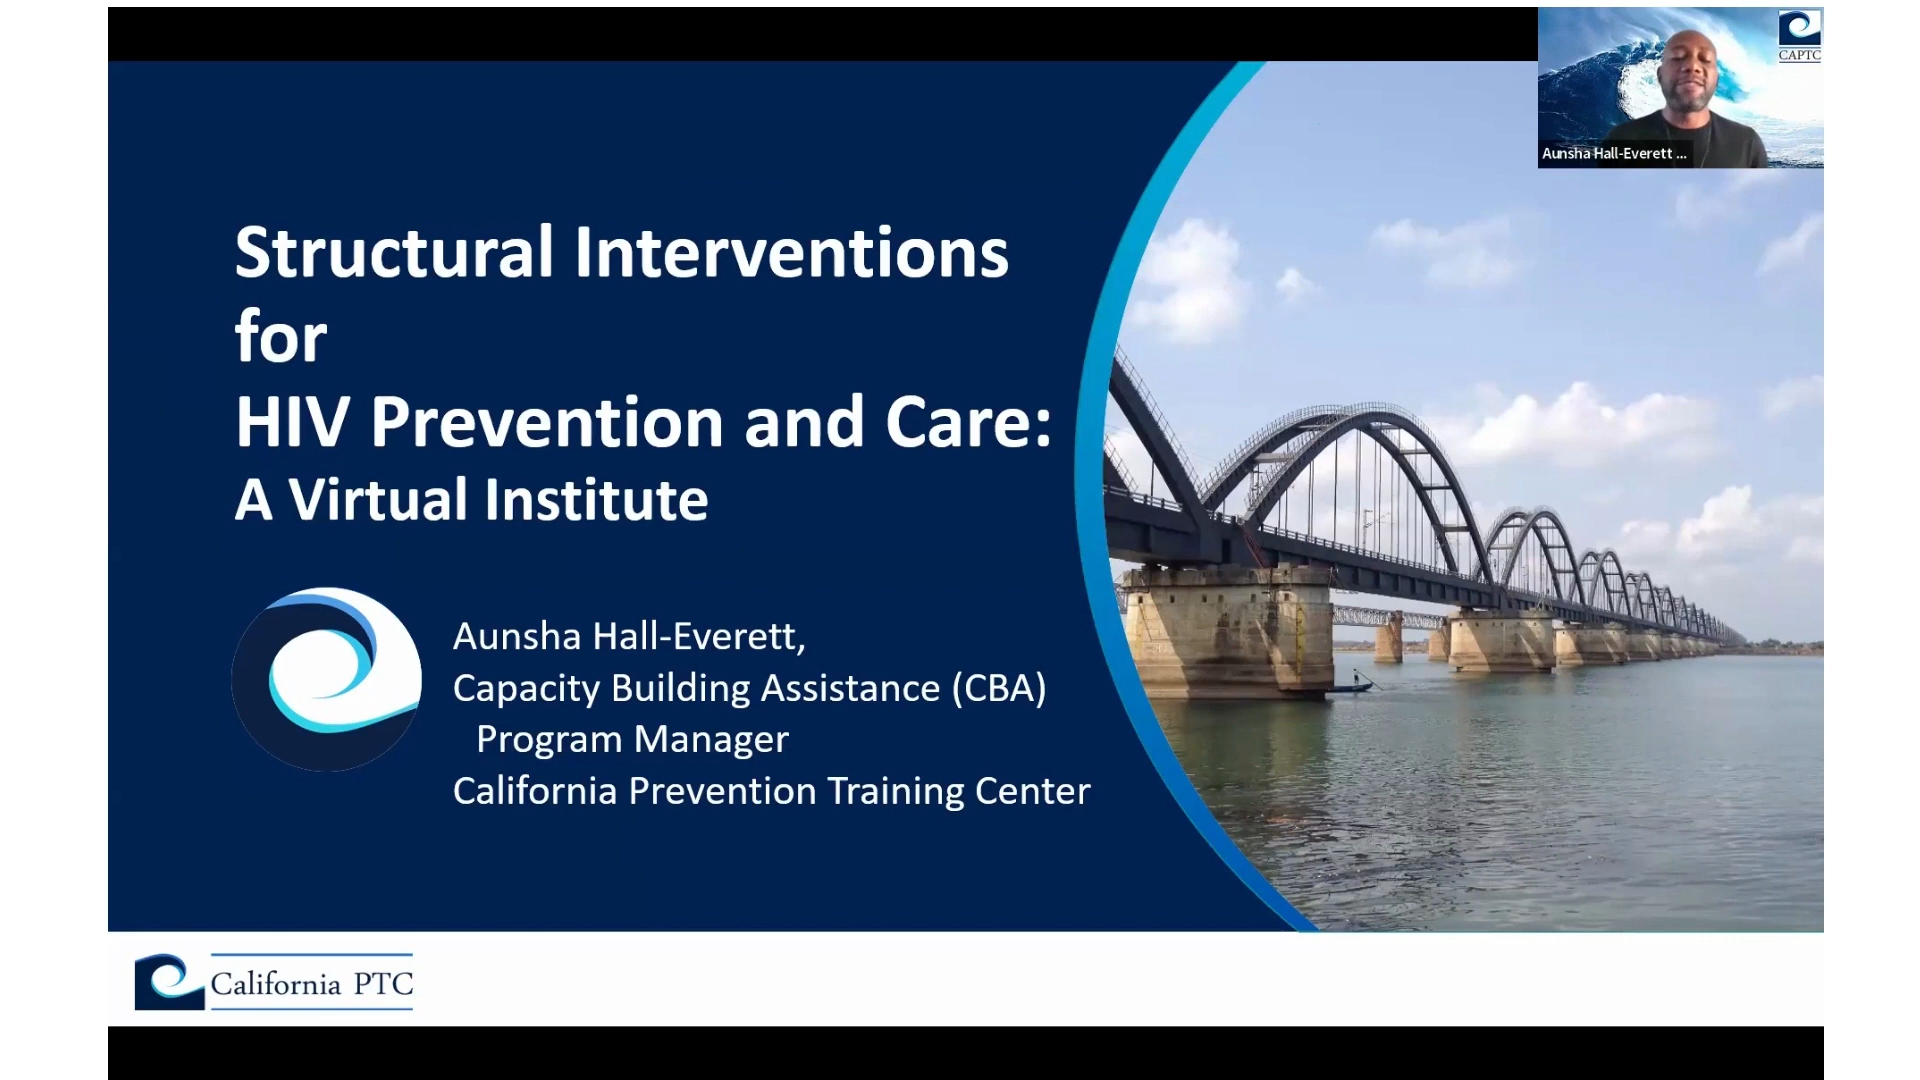 CAPTC
Aunsha Hall-Everett ...
Structural Interventions
for
HIV Prevention and Care:
A Virtual Institute
Aunsha Hall-Everett,
Capacity Building Assistance (CBA)
Program Manager
California Prevention Training Center
California PTC